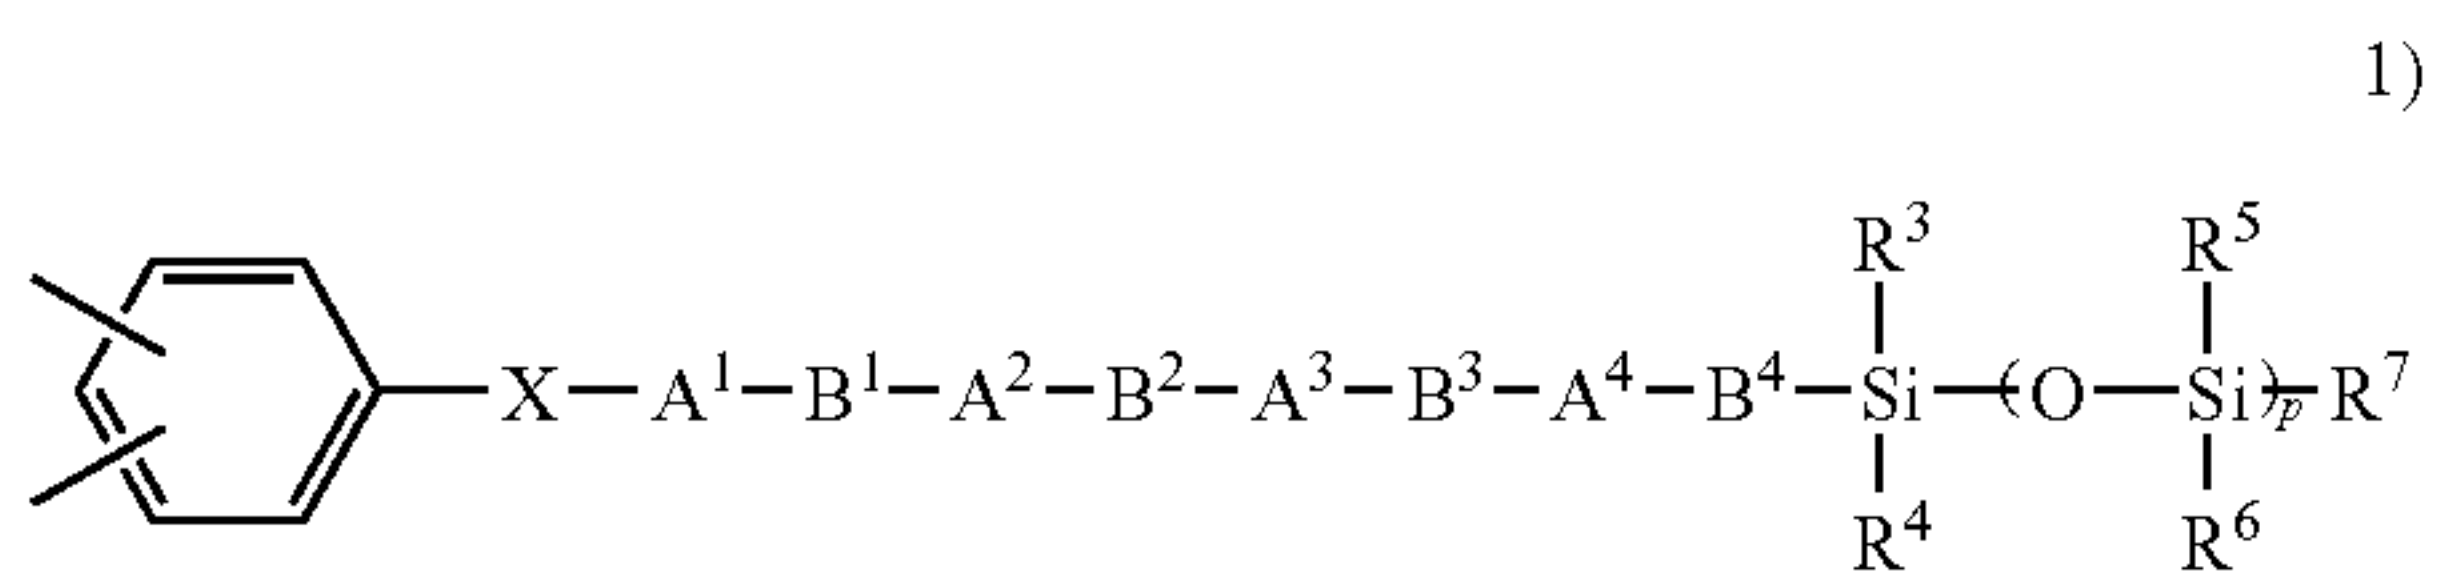 1)
R³ R⁵
X—A¹—B¹—A²—B²—A³—B³—A⁴—B⁴—Si—(O—Si)ₚ—R⁷
R⁴ R⁶